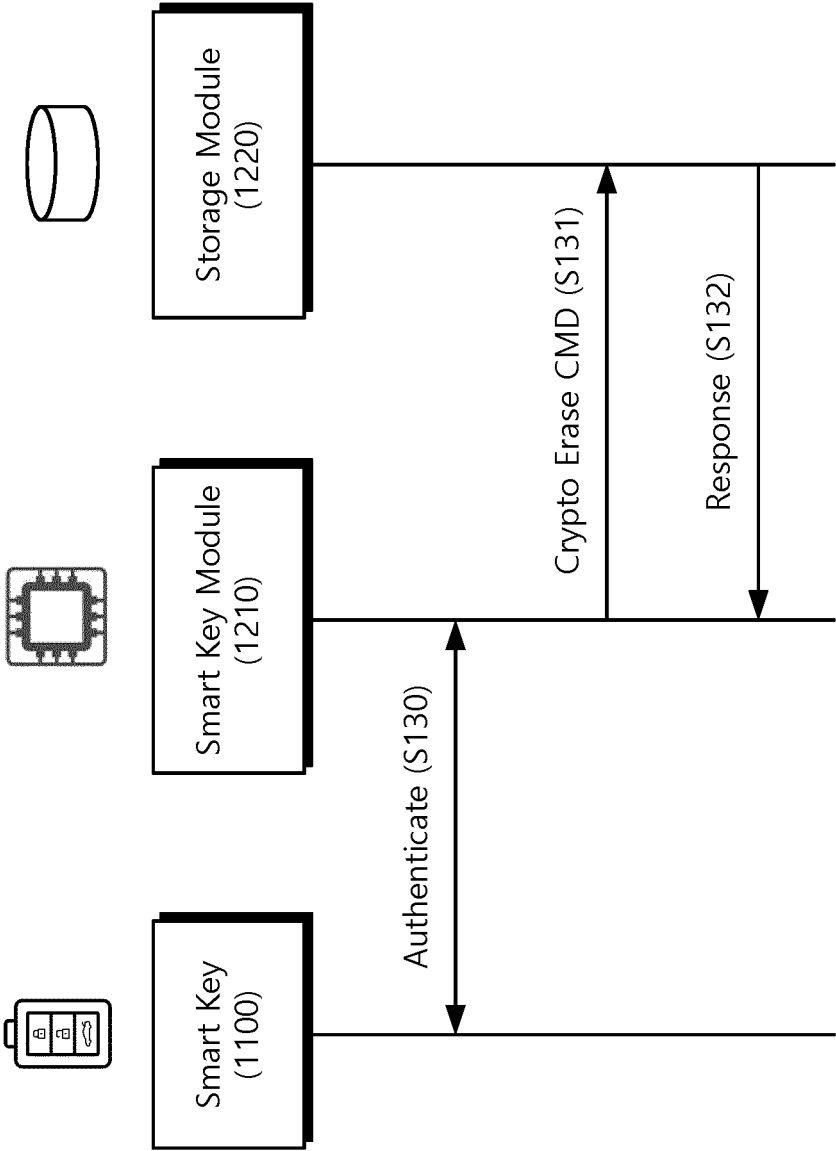 Smart Key
(1100)
Smart Key Module
(1210)
Storage Module
(1220)
Authenticate (S130)
Crypto Erase CMD (S131)
Response (S132)